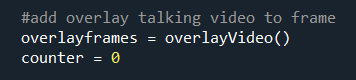 #add overlay talking video to frame
overlayframes = overlayVideo()
counter = 0